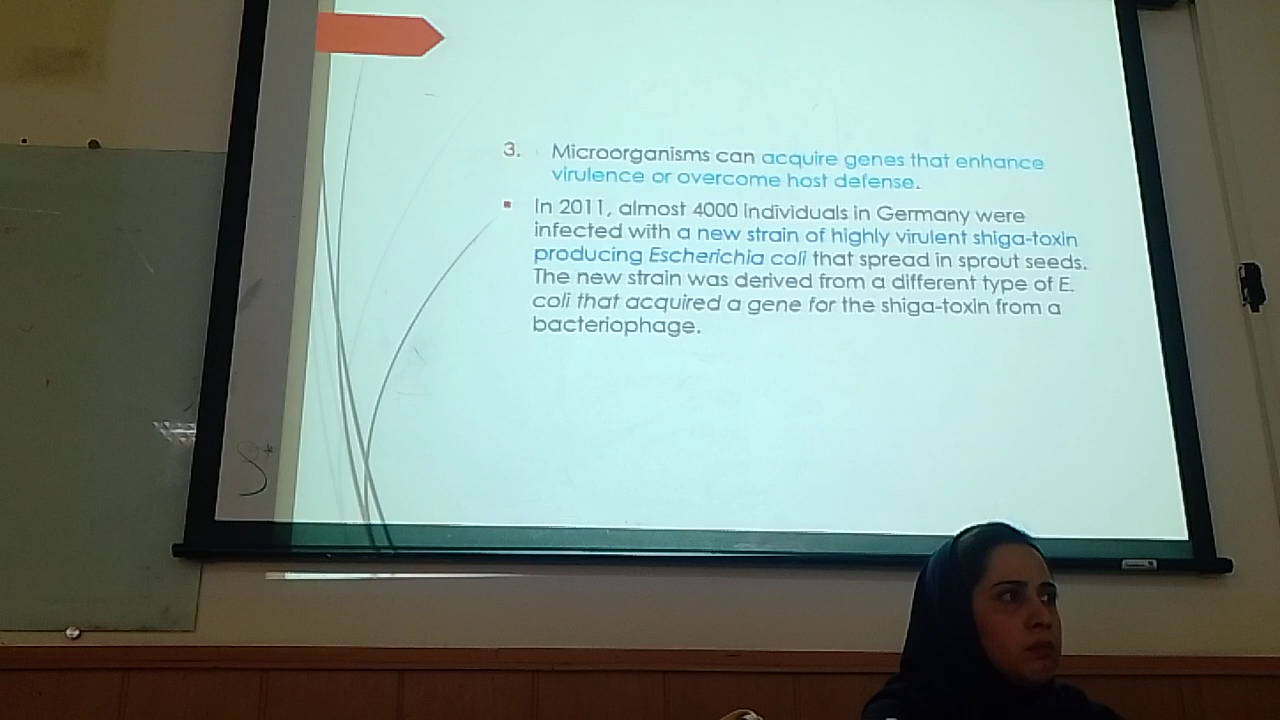 3. Microorganisms can acquire genes that enhance
virulence or overcome host defense.
▪ In 2011, almost 4000 individuals in Germany were
infected with a new strain of highly virulent shiga-toxin
producing Escherichia coli that spread in sprout seeds.
The new strain was derived from a different type of E.
coli that acquired a gene for the shiga-toxin from a
bacteriophage.